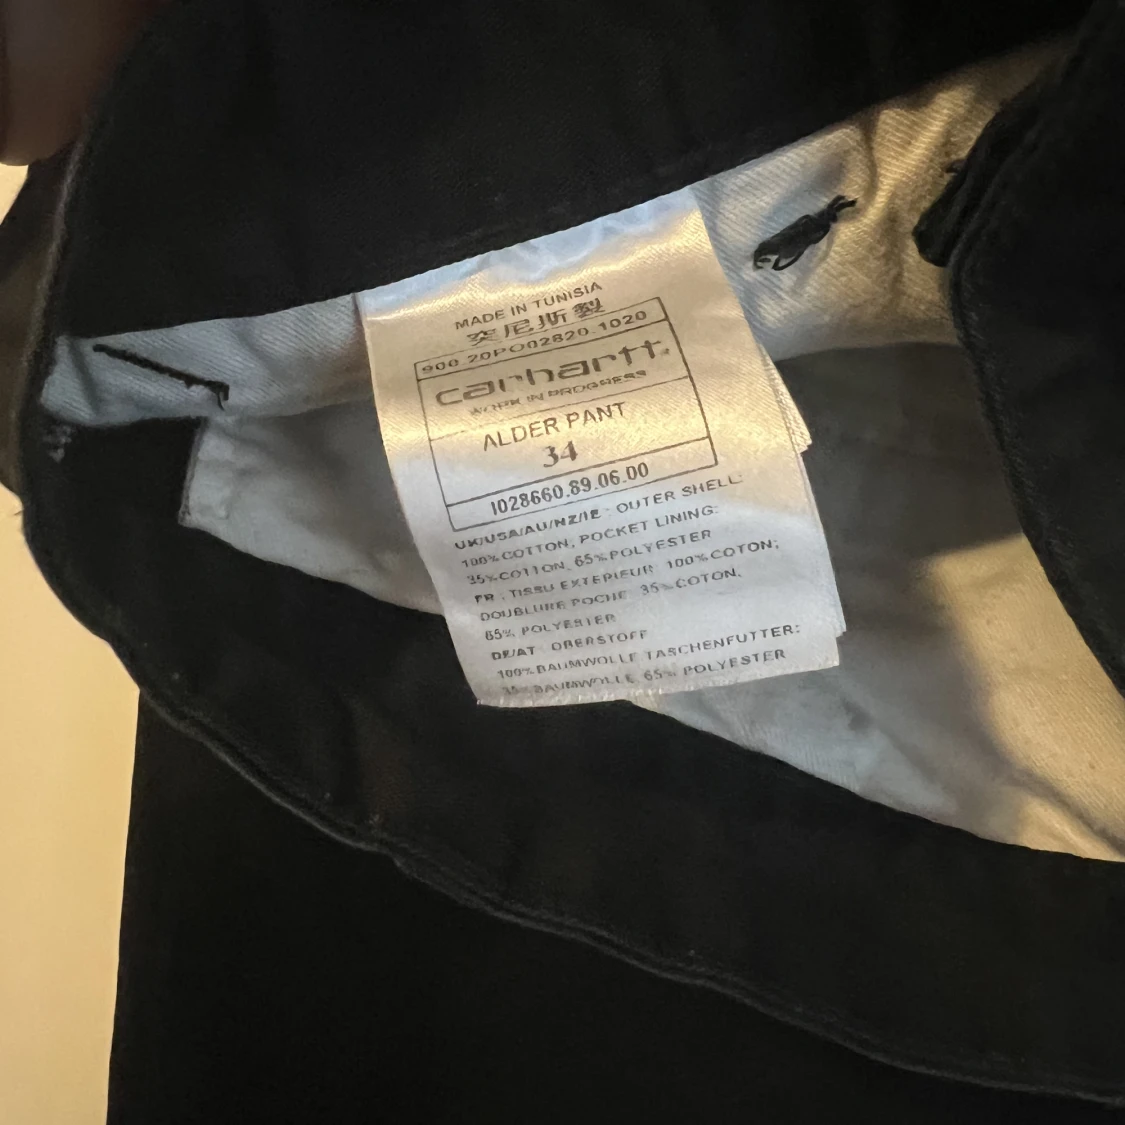 MADE IN TUNISIA
突尼斯製
900.20PO02820.1020
carhartt.
WORK IN PROGRESS
ALDER PANT
34
I028660.89.06.00
UK/USA/AU/NZ/IE : OUTER SHELL:
100% COTTON, POCKET LINING:
35% COTTON, 65% POLYESTER
FR : TISSU EXTERIEUR: 100% COTON;
DOUBLURE POCHE: 35% COTON,
65% POLYESTER
DE/AT : OBERSTOFF
100% BAUMWOLLE TASCHENFUTTER:
35% BAUMWOLLE, 65% POLYESTER